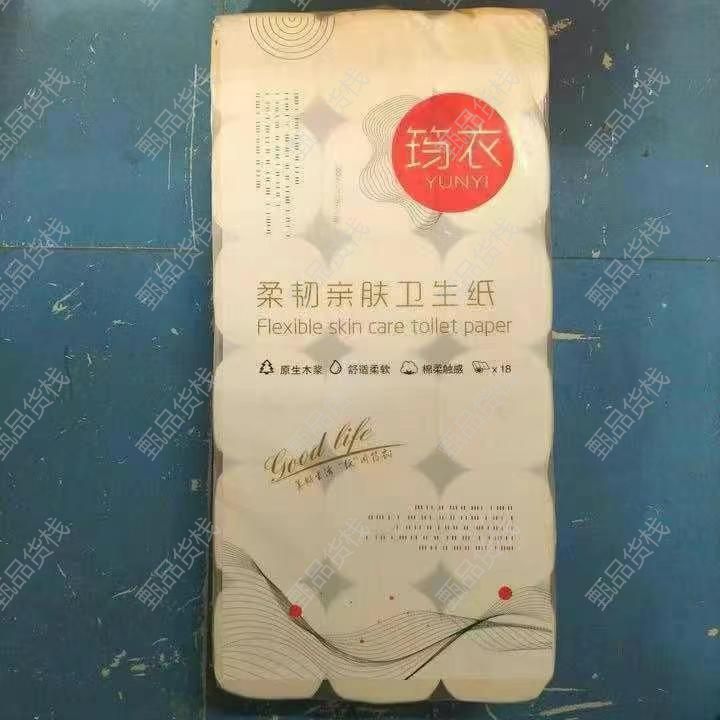 筠衣
YUNYI
柔韧亲肤卫生纸
Flexible skin care toilet paper
原生木浆 舒适柔软 棉柔触感 x18
Good life
甄品货栈